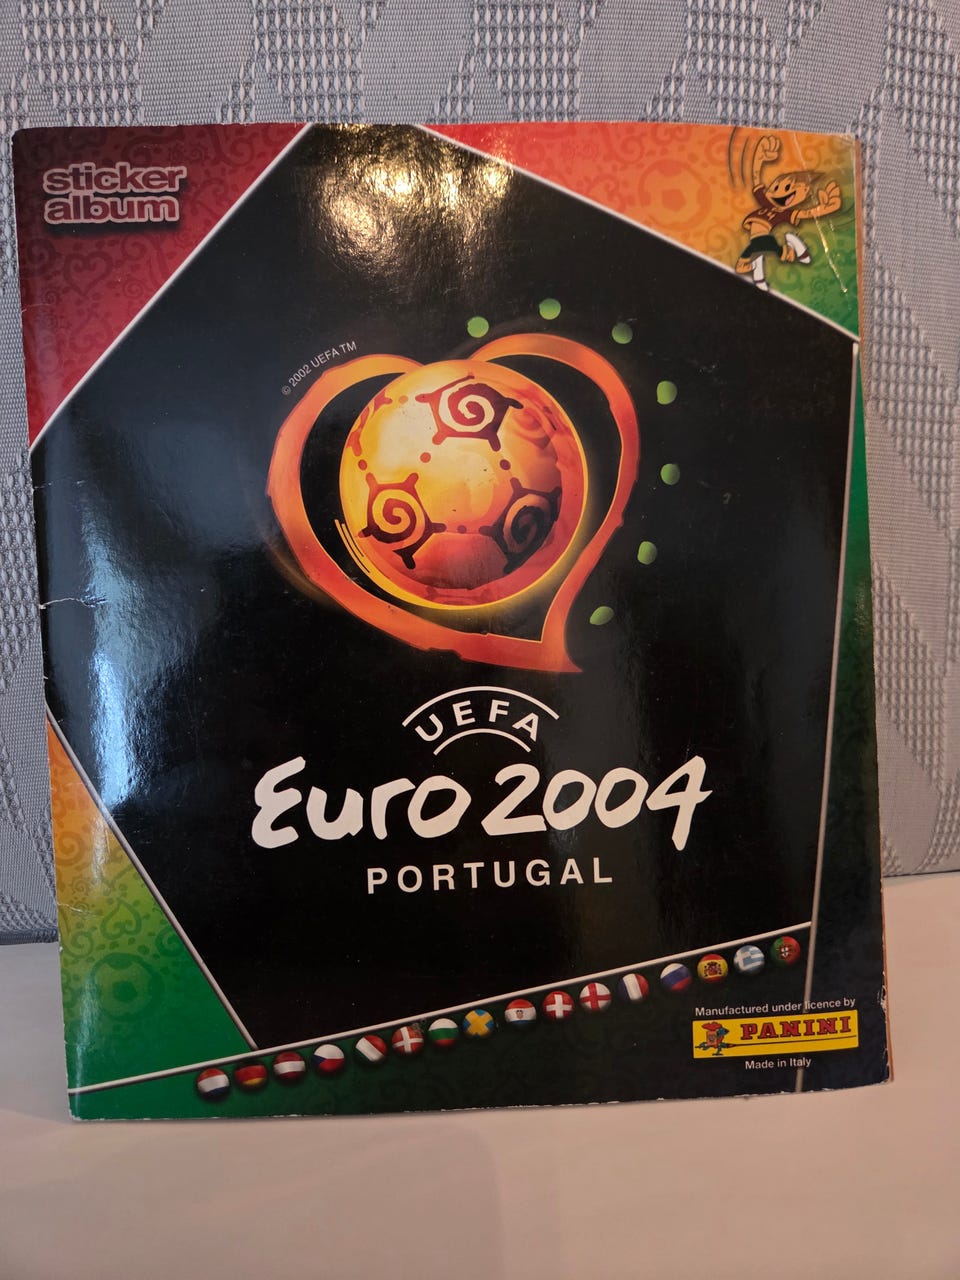 sticker
album
© 2002 UEFA TM
UEFA
Euro 2004
PORTUGAL
Manufactured under licence by
PANINI
Made in Italy